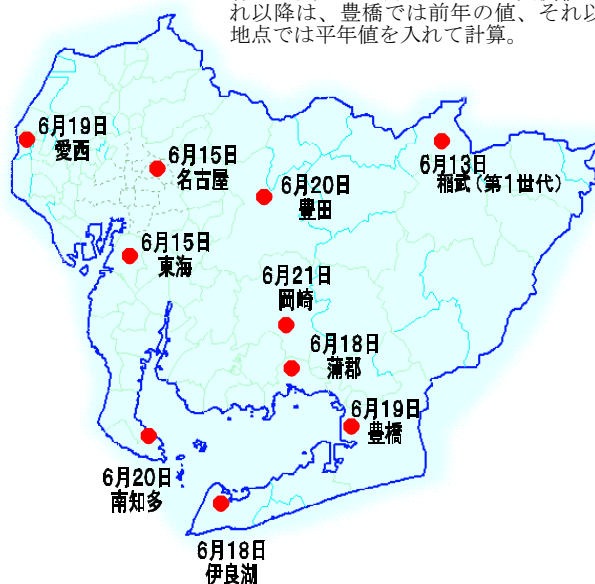 れ以降は、豊橋では前年の値、それ以
地点では平年値を入れて計算。
6月19日
愛西
6月15日
名古屋
6月13日
稲武(第1世代)
6月20日
豊田
6月15日
東海
6月21日
岡崎
6月18日
蒲郡
6月19日
豊橋
6月20日
南知多
6月18日
伊良湖